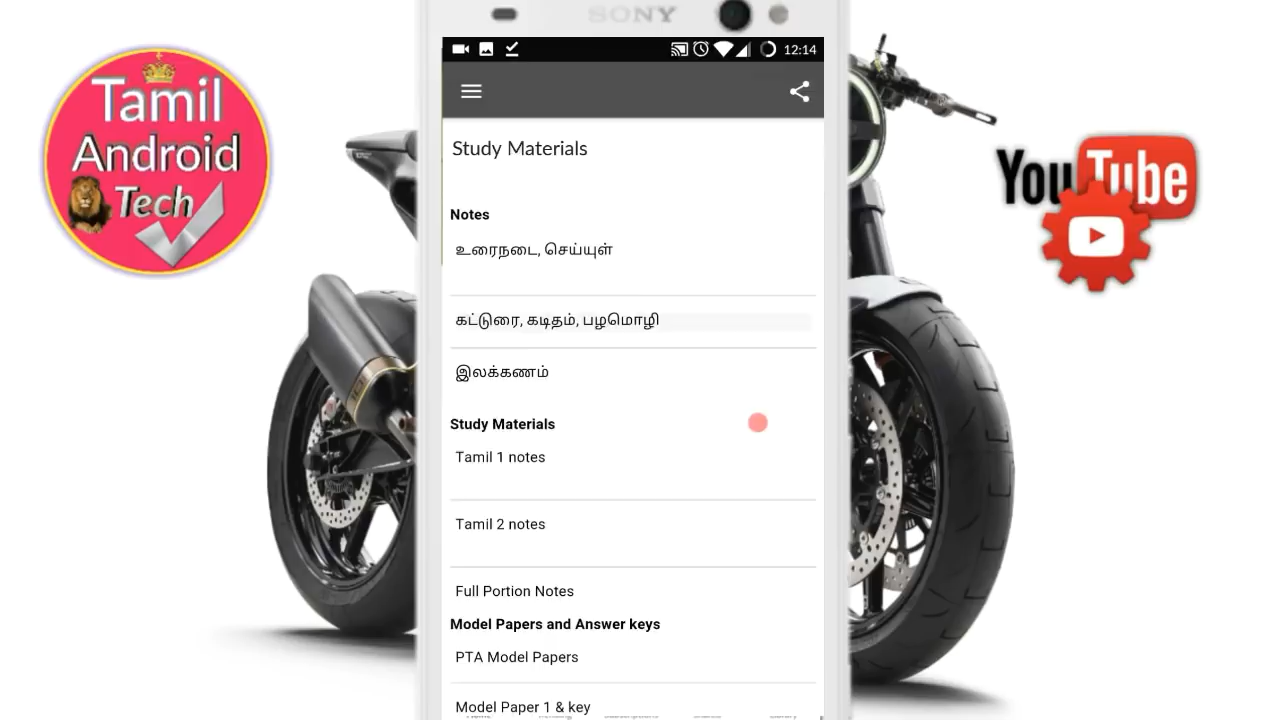 SONY
12:14
Tamil
Android
Tech
YouTube
Study Materials
Notes
உரைநடை, செய்யுள்
கட்டுரை, கடிதம், பழமொழி
இலக்கணம்
Study Materials
Tamil 1 notes
Tamil 2 notes
Full Portion Notes
Model Papers and Answer keys
PTA Model Papers
Model Paper 1 & key